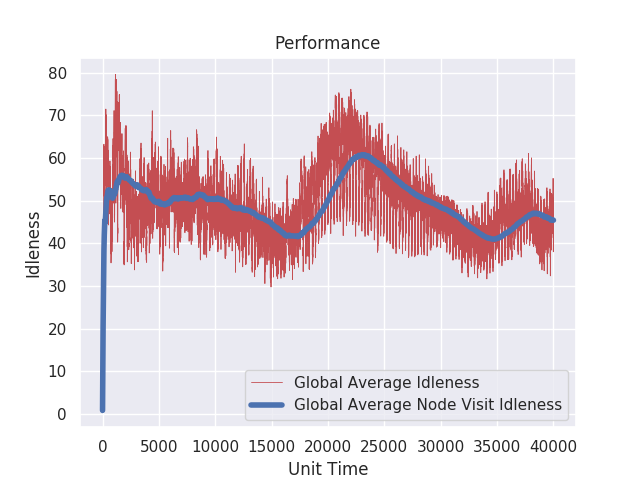 Performance
80
70
60
50
40
30
20
10
0
Idleness
Global Average Idleness
Global Average Node Visit Idleness
0 5000 10000 15000 20000 25000 30000 35000 40000
Unit Time